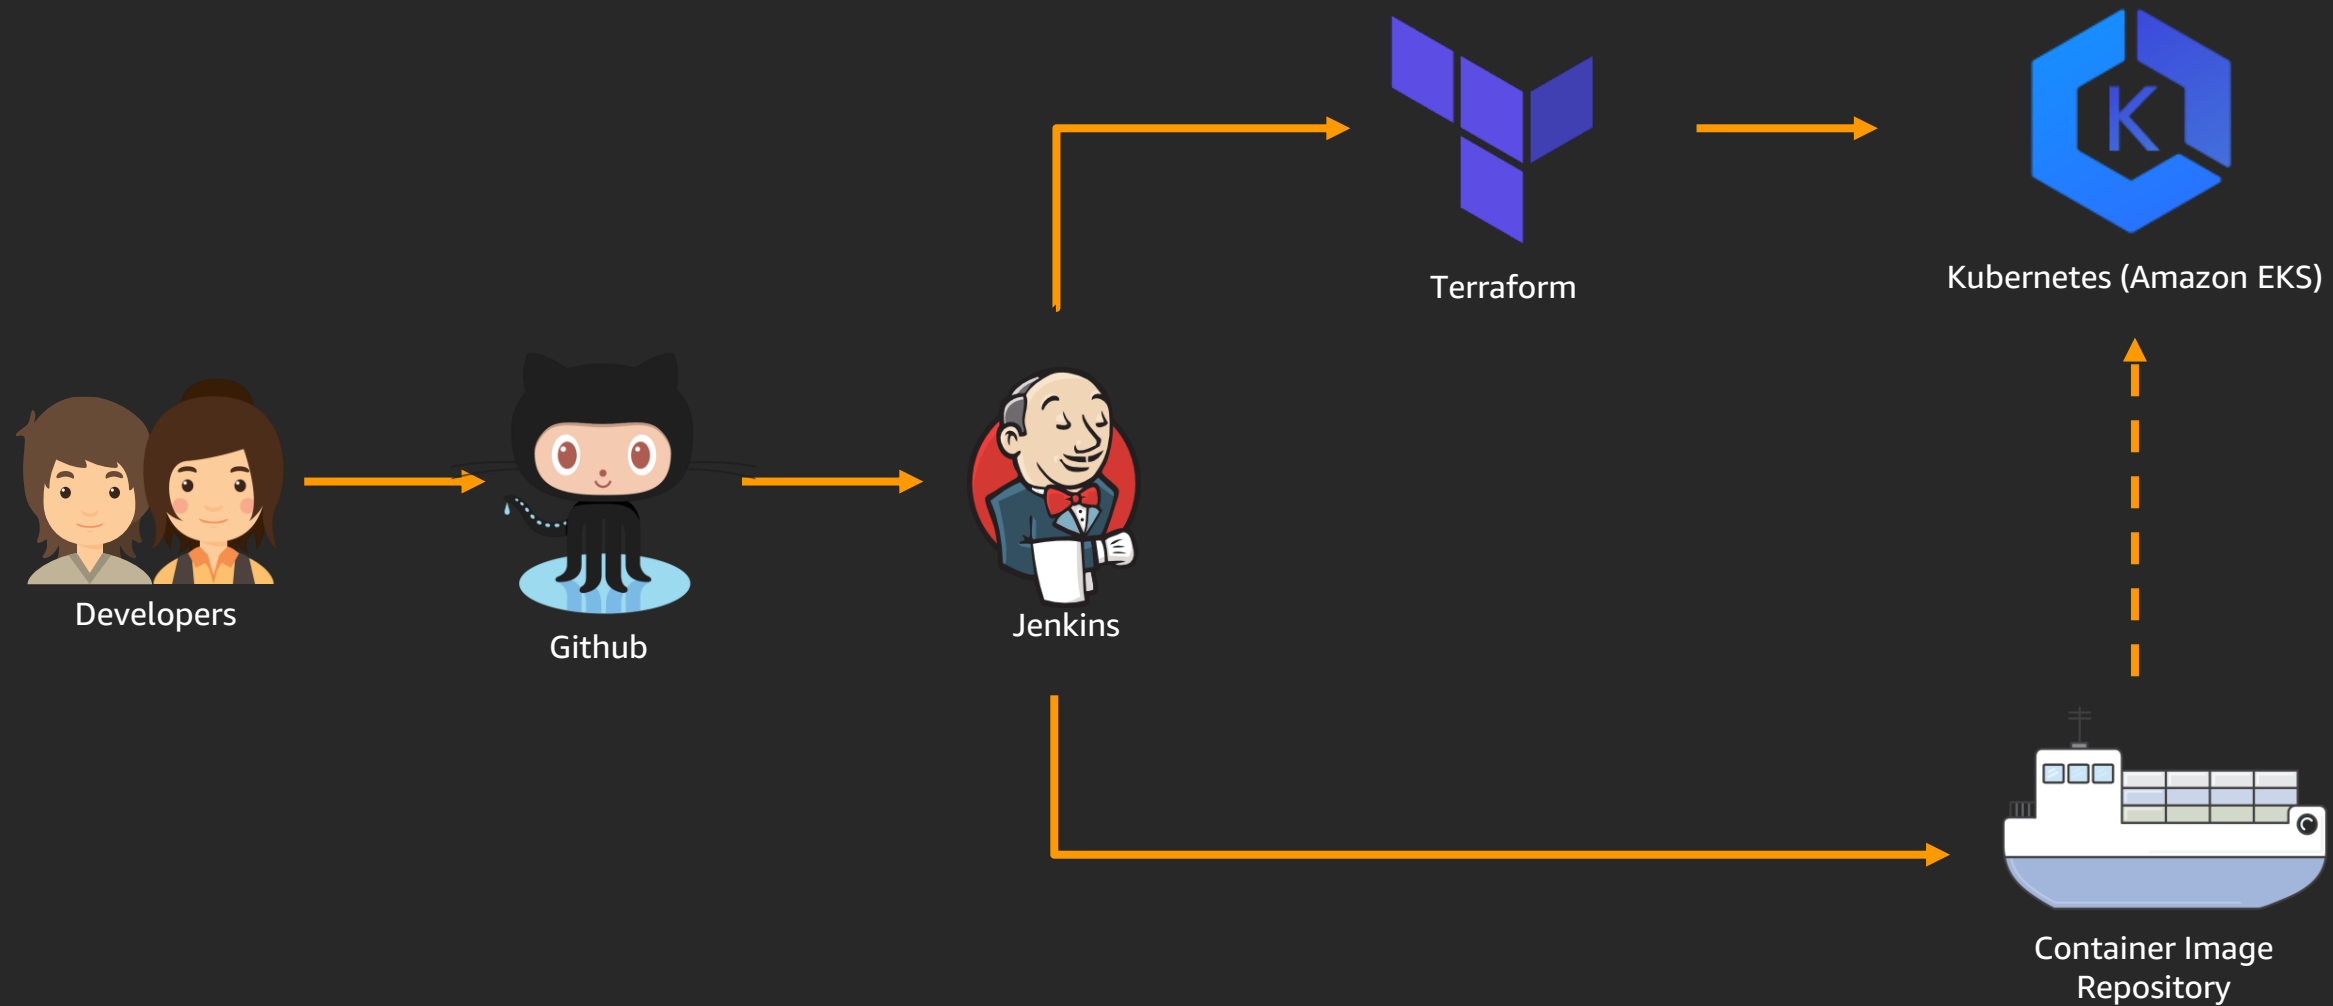 Terraform
Kubernetes (Amazon EKS)
K
Developers
Github
Jenkins
Container Image
Repository